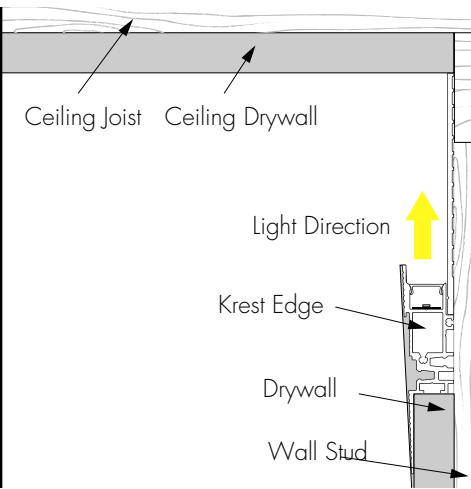 Ceiling Joist
Ceiling Drywall
Light Direction
Krest Edge
Drywall
Wall Stud